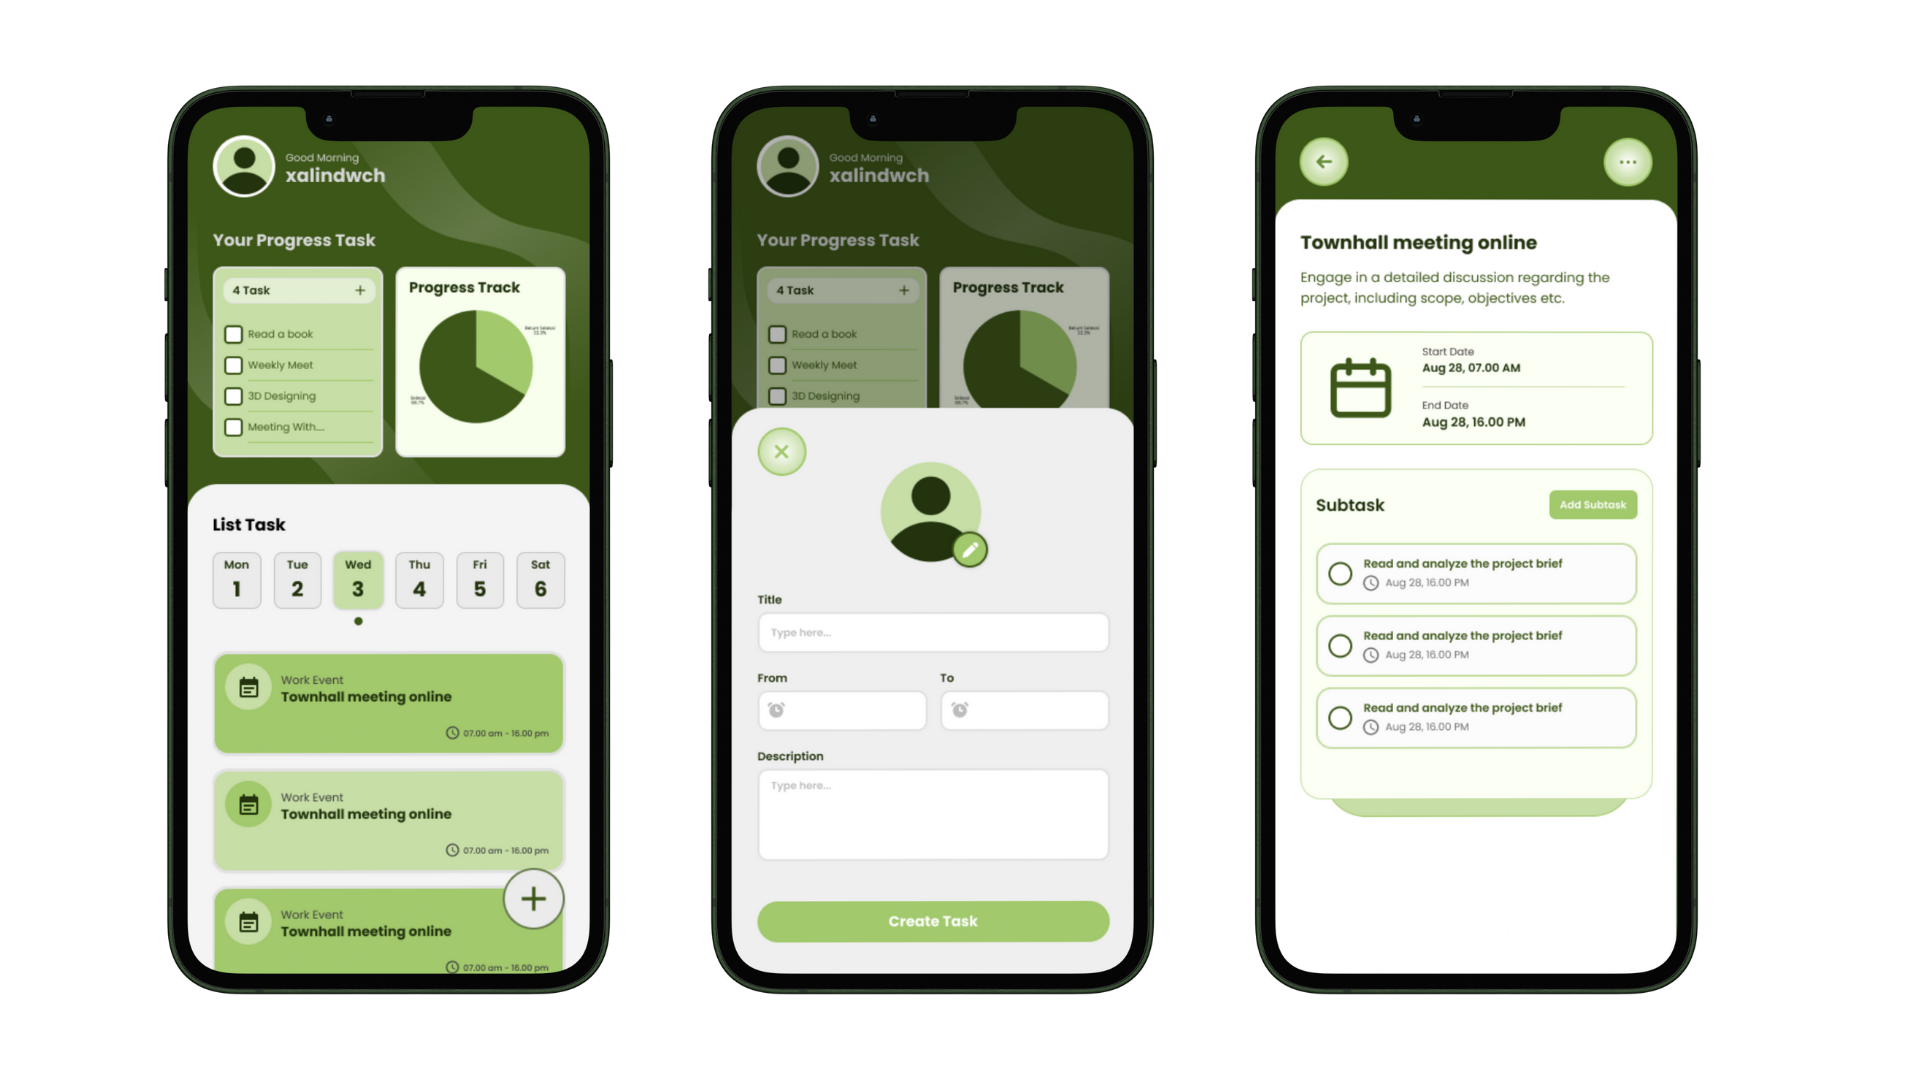 Good Morning
xalindwch
Your Progress Task
4 Task
Read a book
Weekly Meet
3D Designing
Meeting With...
Progress Track
33.3%
66.7%
List Task
Mon Tue Wed Thu Fri Sat
1 2 3 4 5 6
Work Event
Townhall meeting online
07.00 am - 16.00 pm
Work Event
Townhall meeting online
07.00 am - 16.00 pm
Work Event
Townhall meeting online
07.00 am - 16.00 pm
Good Morning
xalindwch
Your Progress Task
4 Task
Read a book
Weekly Meet
3D Designing
Progress Track
33.3%
66.7%
Title
Type here...
From To
Description
Type here...
Create Task
Townhall meeting online
Engage in a detailed discussion regarding the
project, including scope, objectives etc.
Start Date
Aug 28, 07.00 AM
End Date
Aug 28, 16.00 PM
Subtask
Add Subtask
Read and analyze the project brief
Aug 28, 16.00 PM
Read and analyze the project brief
Aug 28, 16.00 PM
Read and analyze the project brief
Aug 28, 16.00 PM